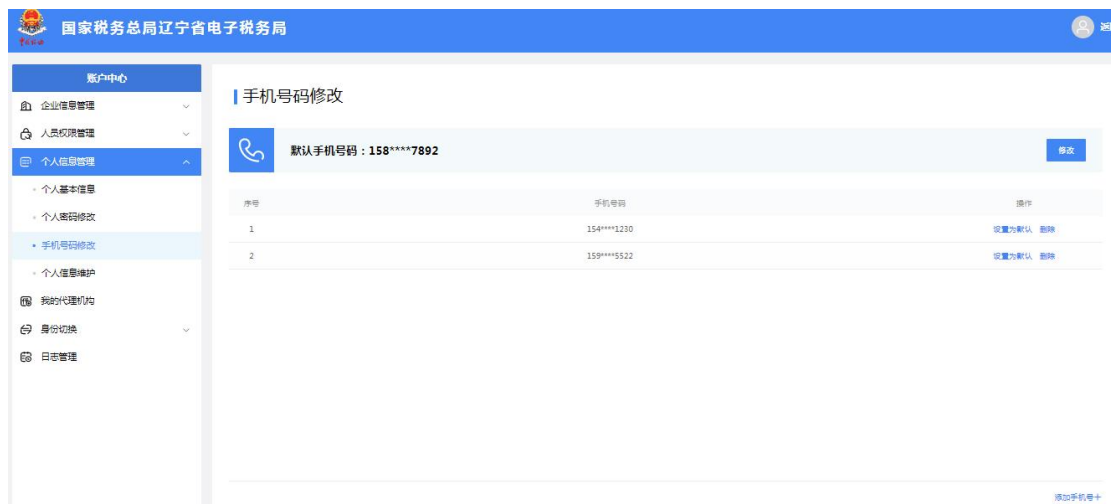 国家税务总局辽宁省电子税务局
账户中心
企业信息管理
人员权限管理
个人信息管理
个人基本信息
个人密码修改
手机号码修改
个人信息维护
我的代理机构
身份切换
日志管理
手机号码修改
默认手机号码：158****7892
修改
序号 手机号码 操作
1 154****1230 设置为默认 删除
2 159****5522 设置为默认 删除
添加手机号+